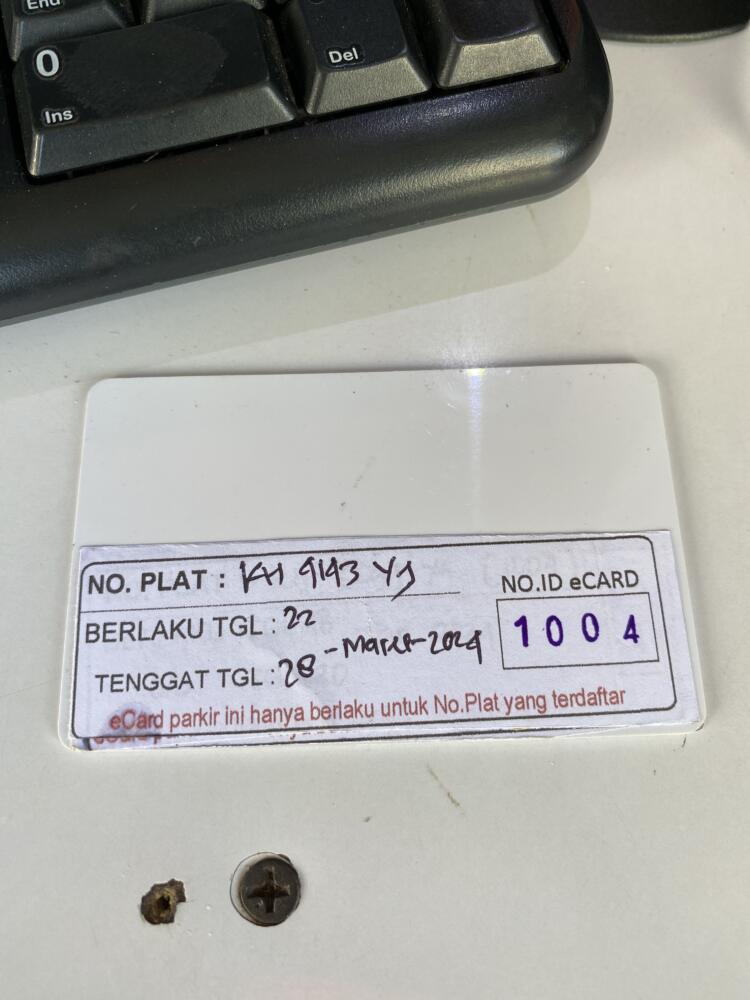 End
0
Ins
Del
NO. PLAT : KH 9143 YJ
BERLAKU TGL : 22
TENGGAT TGL : 28 - Maret - 2024
NO.ID eCARD
1004
eCard parkir ini hanya berlaku untuk No.Plat yang terdaftar